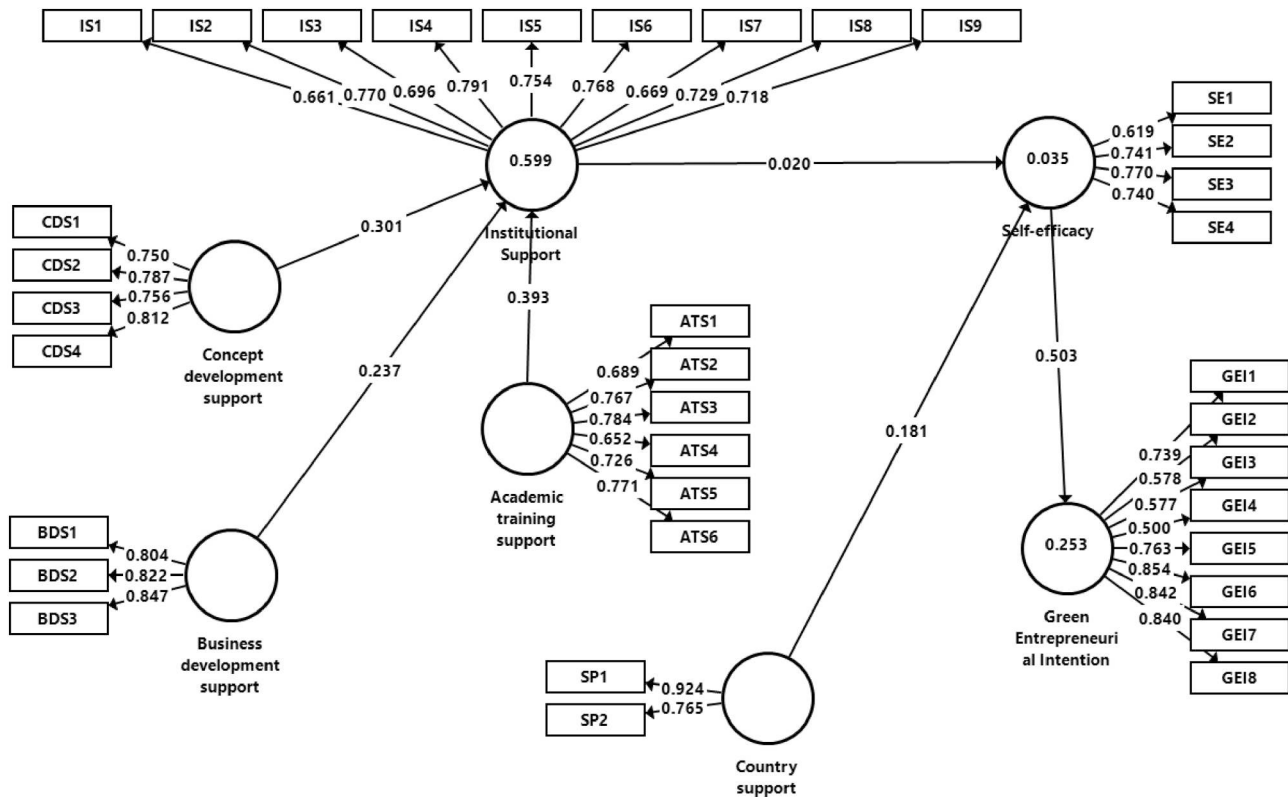 IS1 IS2 IS3 IS4 IS5 IS6 IS7 IS8 IS9
0.661 0.770 0.696 0.791 0.754 0.768 0.669 0.729 0.718
0.599
Institutional
Support
0.020
0.035
Self-efficacy
SE1
SE2
SE3
SE4
0.619
0.741
0.770
0.740
CDS1
CDS2
CDS3
CDS4
0.750
0.787
0.756
0.812
Concept
development
support
0.301
0.237
0.393
ATS1
ATS2
ATS3
ATS4
ATS5
ATS6
0.689
0.767
0.784
0.652
0.726
0.771
Academic
training
support
0.503
0.181
BDS1
BDS2
BDS3
0.804
0.822
0.847
Business
development
support
SP1
SP2
0.924
0.765
Country
support
0.253
Green
Entrepreneuri
al Intention
GEI1
GEI2
GEI3
GEI4
GEI5
GEI6
GEI7
GEI8
0.739
0.578
0.577
0.500
0.763
0.854
0.842
0.840